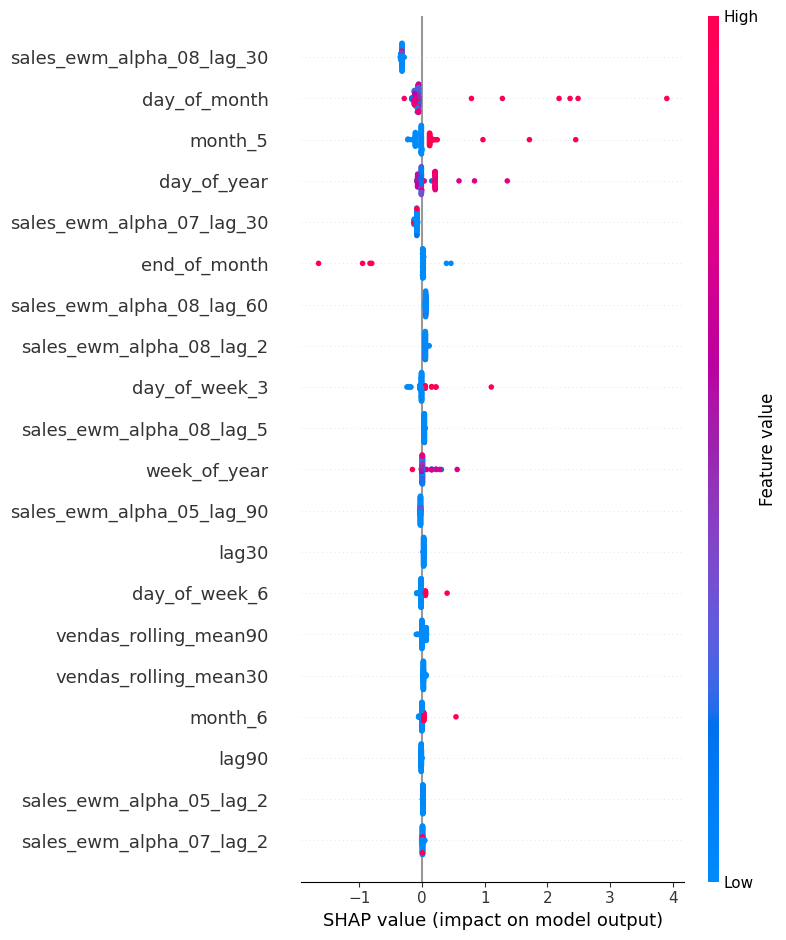 High
sales_ewm_alpha_08_lag_30
day_of_month
month_5
day_of_year
sales_ewm_alpha_07_lag_30
end_of_month
sales_ewm_alpha_08_lag_60
sales_ewm_alpha_08_lag_2
day_of_week_3
sales_ewm_alpha_08_lag_5
week_of_year
sales_ewm_alpha_05_lag_90
lag30
day_of_week_6
vendas_rolling_mean90
vendas_rolling_mean30
month_6
lag90
sales_ewm_alpha_05_lag_2
sales_ewm_alpha_07_lag_2
Feature value
Low
−1 0 1 2 3 4
SHAP value (impact on model output)